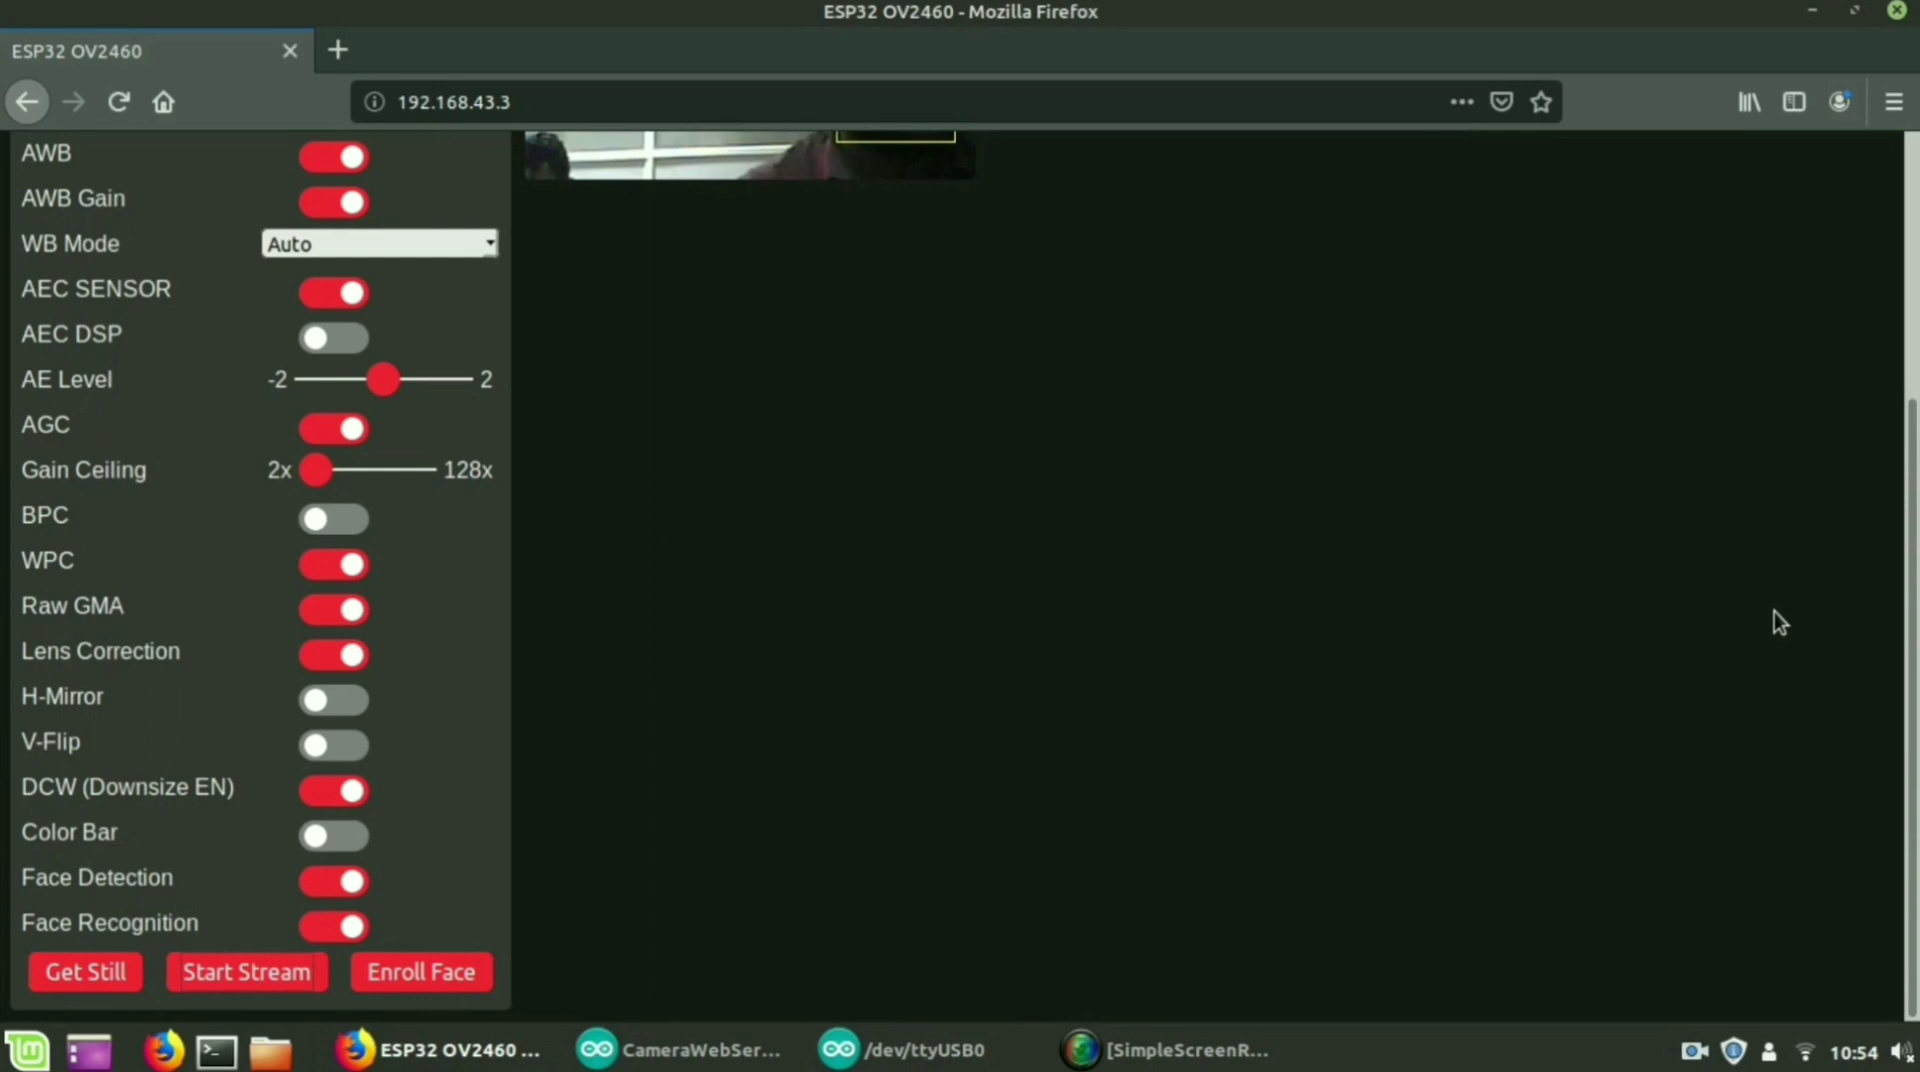 ESP32 OV2460 - Mozilla Firefox
ESP32 OV2460
192.168.43.3
AWB
AWB Gain
WB Mode Auto
AEC SENSOR
AEC DSP
AE Level -2 2
AGC
Gain Ceiling 2x 128x
BPC
WPC
Raw GMA
Lens Correction
H-Mirror
V-Flip
DCW (Downsize EN)
Color Bar
Face Detection
Face Recognition
Get Still Start Stream Enroll Face
ESP32 OV2460 ... CameraWebSer... /dev/ttyUSB0 [SimpleScreenR... 10:54